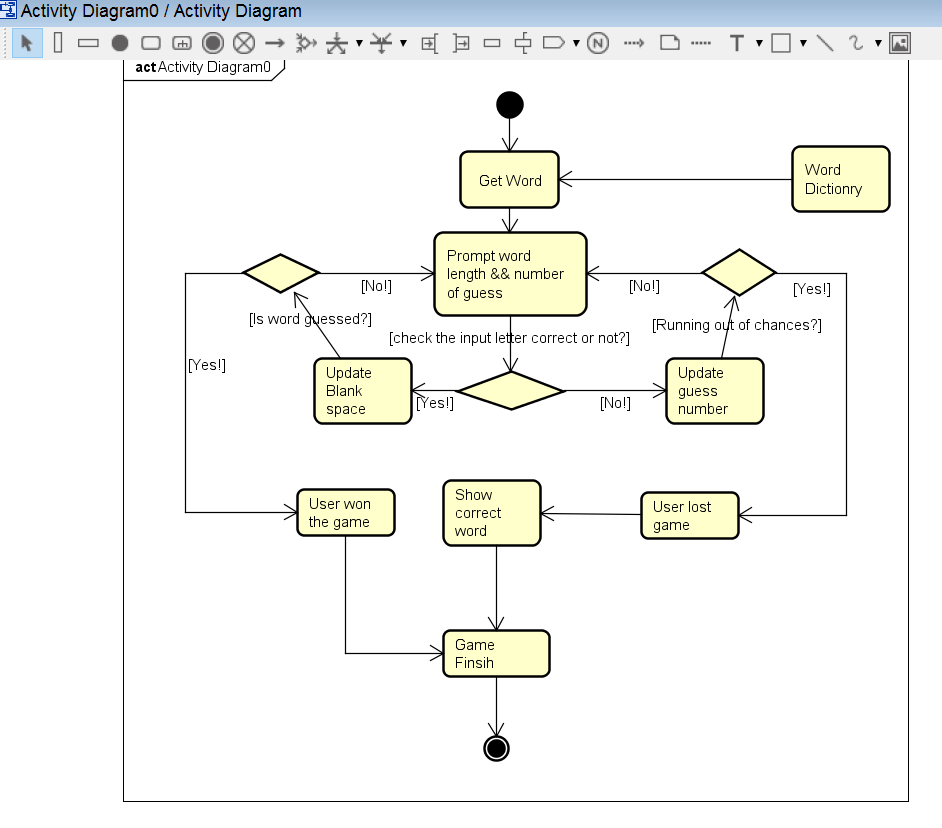 Activity Diagram0 / Activity Diagram
N
T
act Activity Diagram0
Get Word
Word
Dictionry
Prompt word
length && number
of guess
[No!]
[No!]
[Yes!]
[Is word guessed?]
[Running out of chances?]
[check the input letter correct or not?]
[Yes!]
Update
Blank
space
[Yes!]
[No!]
Update
guess
number
User won
the game
Show
correct
word
User lost
game
Game
Finsih